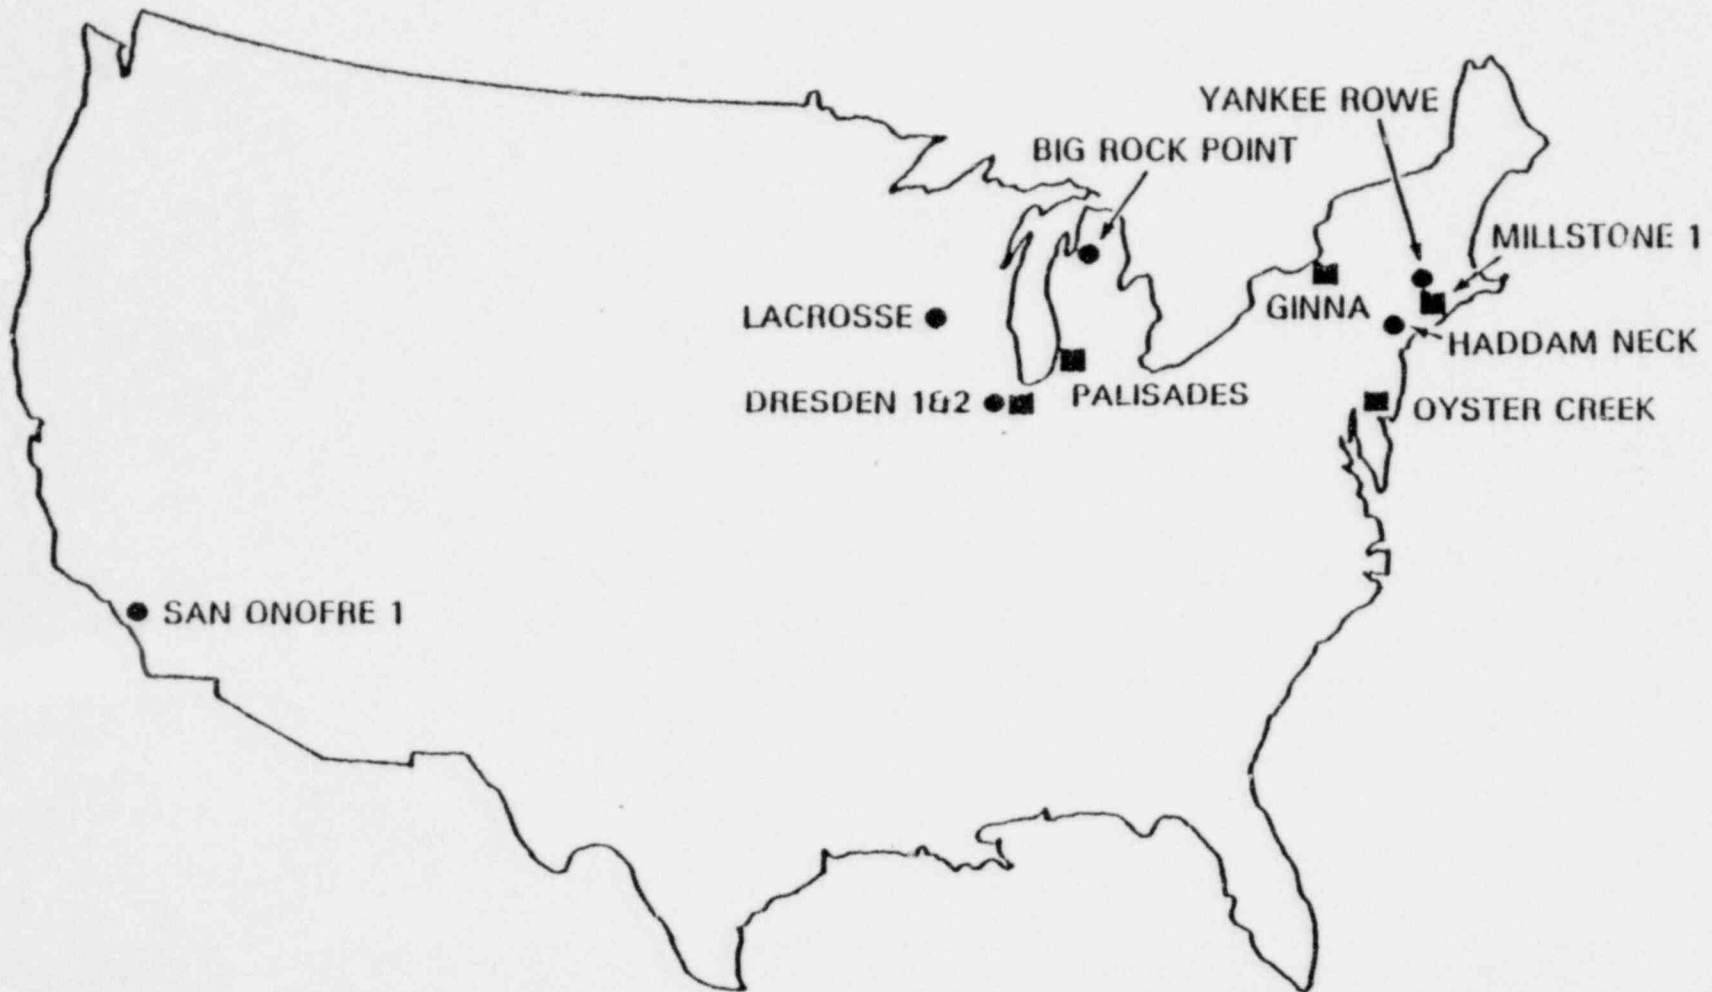 YANKEE ROWE
BIG ROCK POINT
MILLSTONE 1
GINNA
LACROSSE
HADDAM NECK
DRESDEN 1&2
PALISADES
OYSTER CREEK
SAN ONOFRE 1